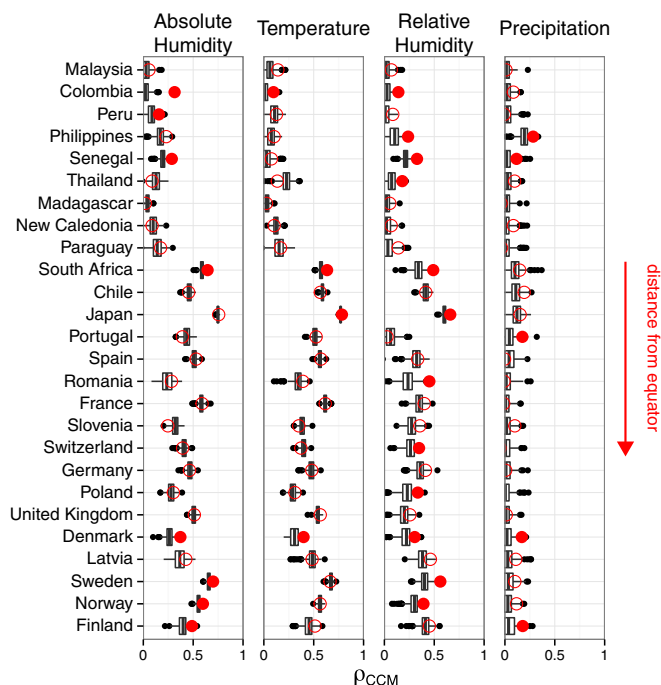 Absolute Humidity
Temperature
Relative Humidity
Precipitation
Malaysia
Colombia
Peru
Philippines
Senegal
Thailand
Madagascar
New Caledonia
Paraguay
South Africa
Chile
Japan
Portugal
Spain
Romania
France
Slovenia
Switzerland
Germany
Poland
United Kingdom
Denmark
Latvia
Sweden
Norway
Finland
distance from equator
0 0.5 1 0 0.5 1 0 0.5 1 0 0.5 1
ρCCM